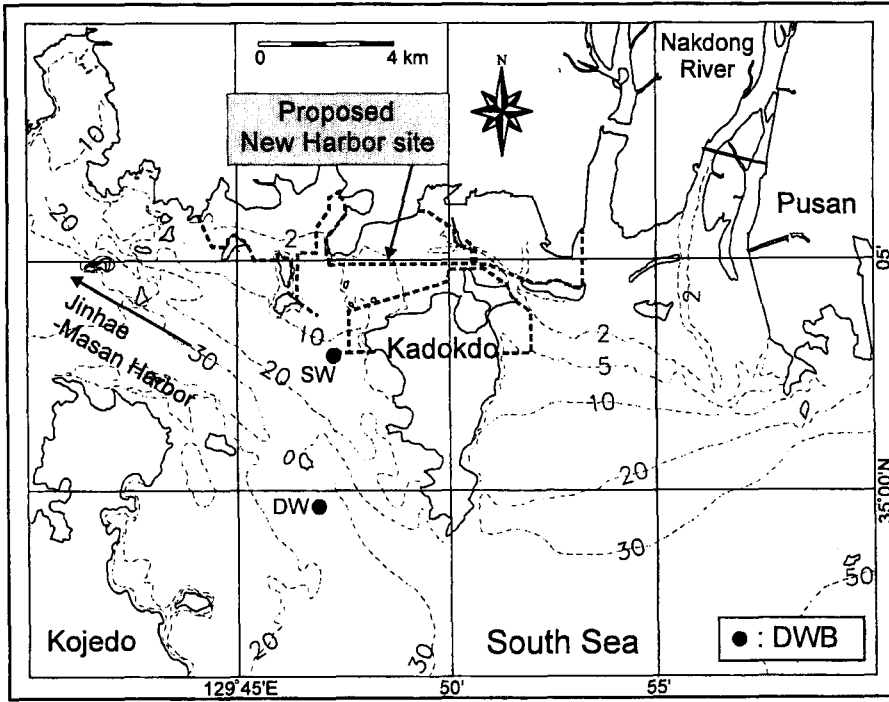 0 4 km
N
Nakdong
River
Proposed
New Harbor site
10
20
2
Pusan
05'
2
Jinhae
-Masan Harbor
30
10
20
SW
Kadokdo
2
5
10
20
35°00'N
DW
30
50
Kojedo
20
30
South Sea
● : DWB
129°45'E 50' 55'